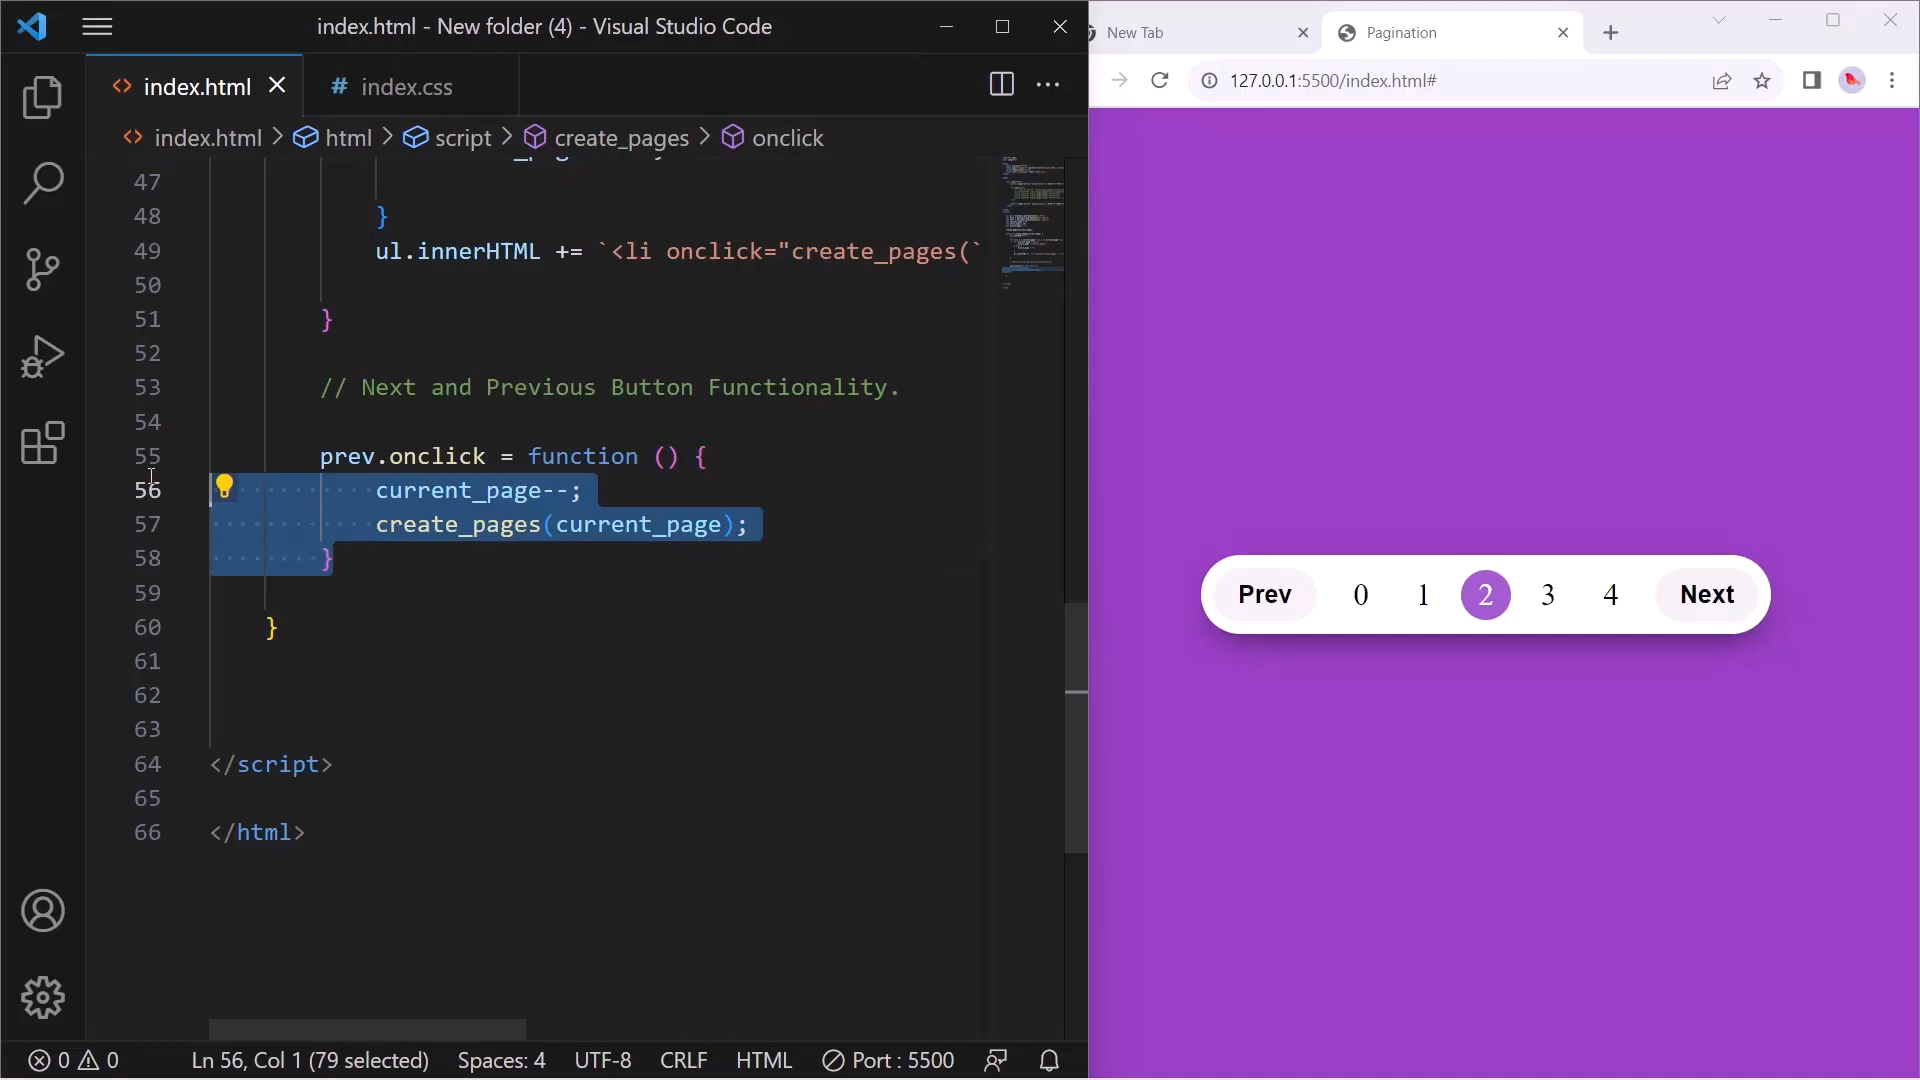 index.html - New folder (4) - Visual Studio Code
index.html
# index.css
index.html > html > script > create_pages > onclick
47
48 }
49 ul.innerHTML += `<li onclick="create_pages(`
50
51 }
52
53 // Next and Previous Button Functionality.
54
55 prev.onclick = function () {
56 current_page--;
57 create_pages(current_page);
58 }
59
60 }
61
62
63
64 </script>
65
66 </html>
0 0 Ln 56, Col 1 (79 selected) Spaces: 4 UTF-8 CRLF HTML Port : 5500
New Tab
Pagination
127.0.0.1:5500/index.html#
Prev 0 1 2 3 4 Next